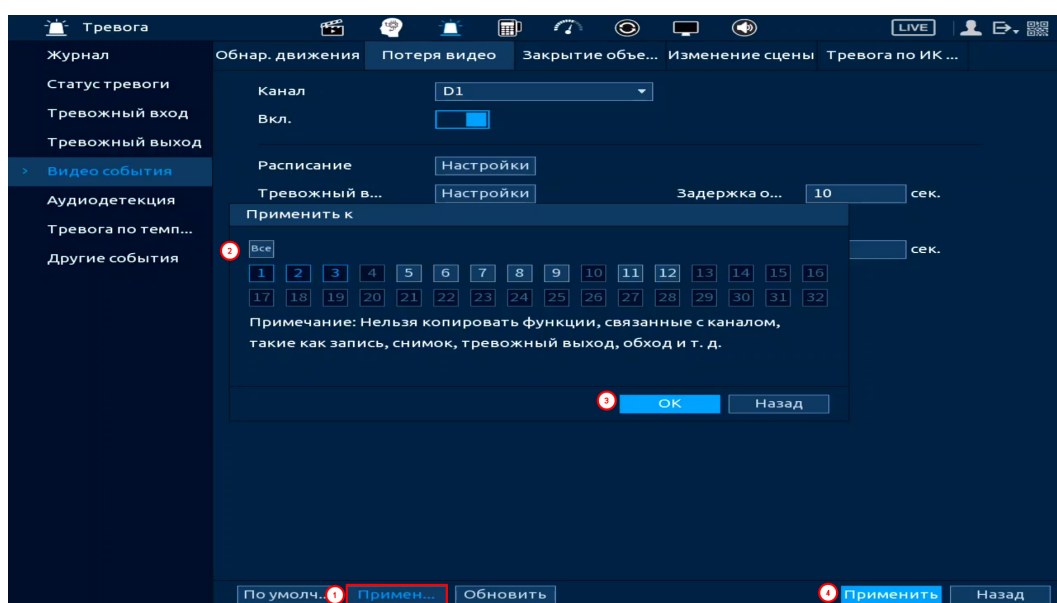 Тревога LIVE
Журнал
Статус тревоги
Тревожный вход
Тревожный выход
Видео события
Аудиодетекция
Тревога по темп...
Другие события
Обнар. движения Потеря видео Закрытие объе... Изменение сцены Тревога по ИК ...
Канал D1
Вкл.
Расписание Настройки
Тревожный в... Настройки Задержка о... 10 сек.
сек.
Применить к
2 Все
1 2 3 4 5 6 7 8 9 10 11 12 13 14 15 16
17 18 19 20 21 22 23 24 25 26 27 28 29 30 31 32
Примечание: Нельзя копировать функции, связанные с каналом,
такие как запись, снимок, тревожный выход, обход и т. д.
3 OK Назад
По умолч... 1 Примен... Обновить 4 Применить Назад